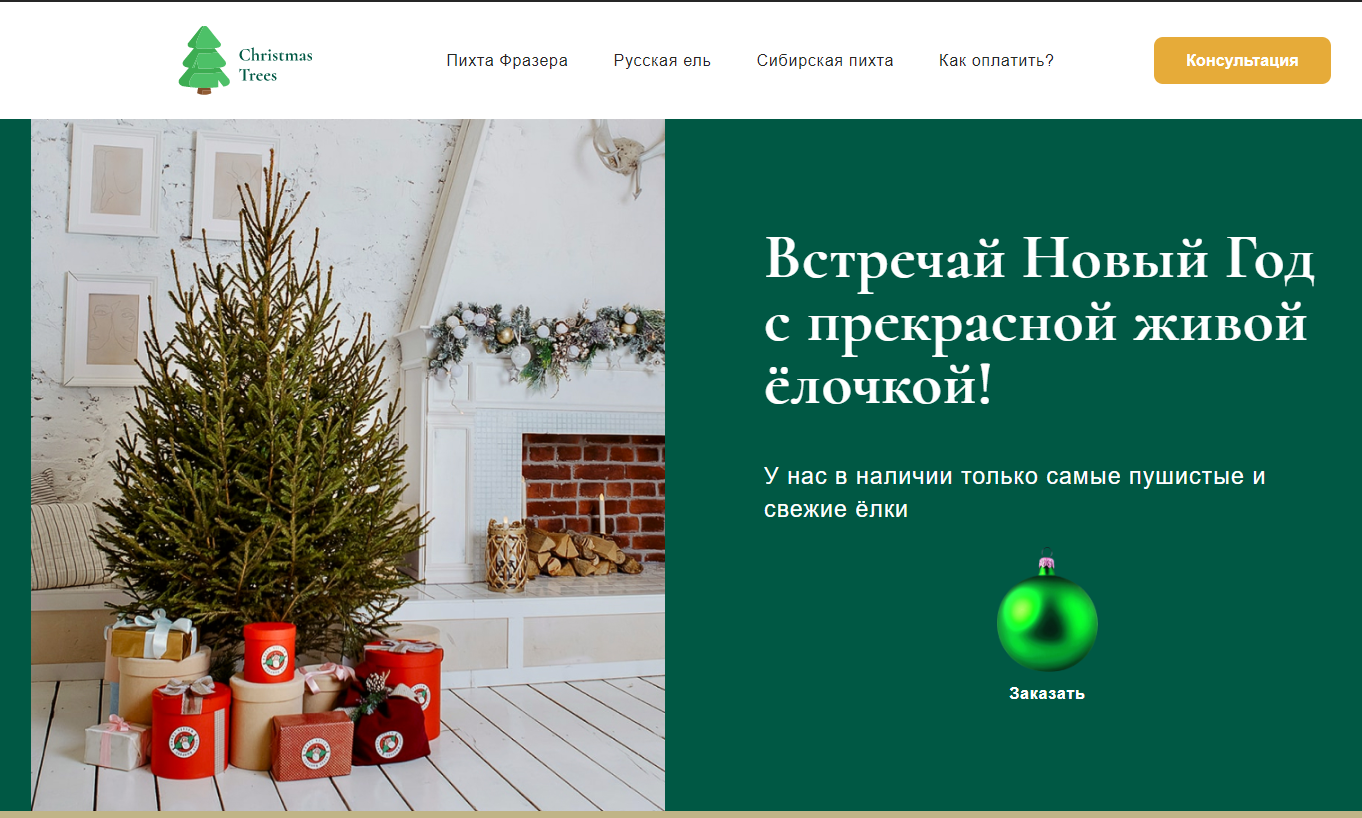 Christmas
Trees
Пихта Фразера
Русская ель
Сибирская пихта
Как оплатить?
Консультация
Встречай Новый Год
с прекрасной живой
ёлочкой!
У нас в наличии только самые пушистые и
свежие ёлки
Заказать